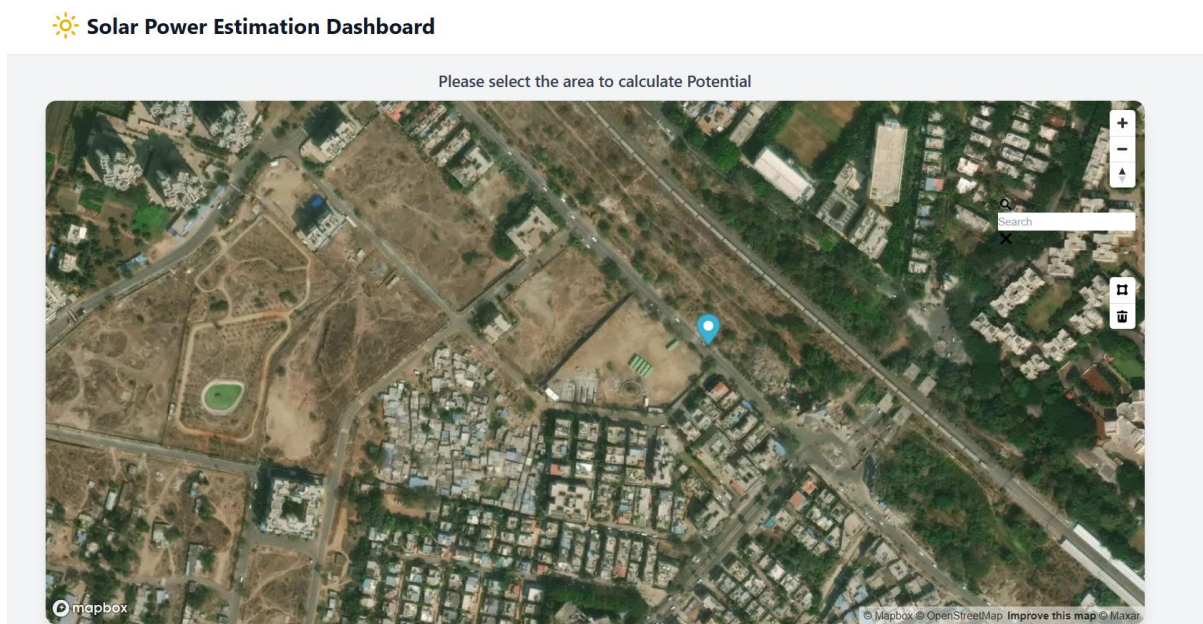 Solar Power Estimation Dashboard
Please select the area to calculate Potential
Search
mapbox
© Mapbox © OpenStreetMap Improve this map © Maxar